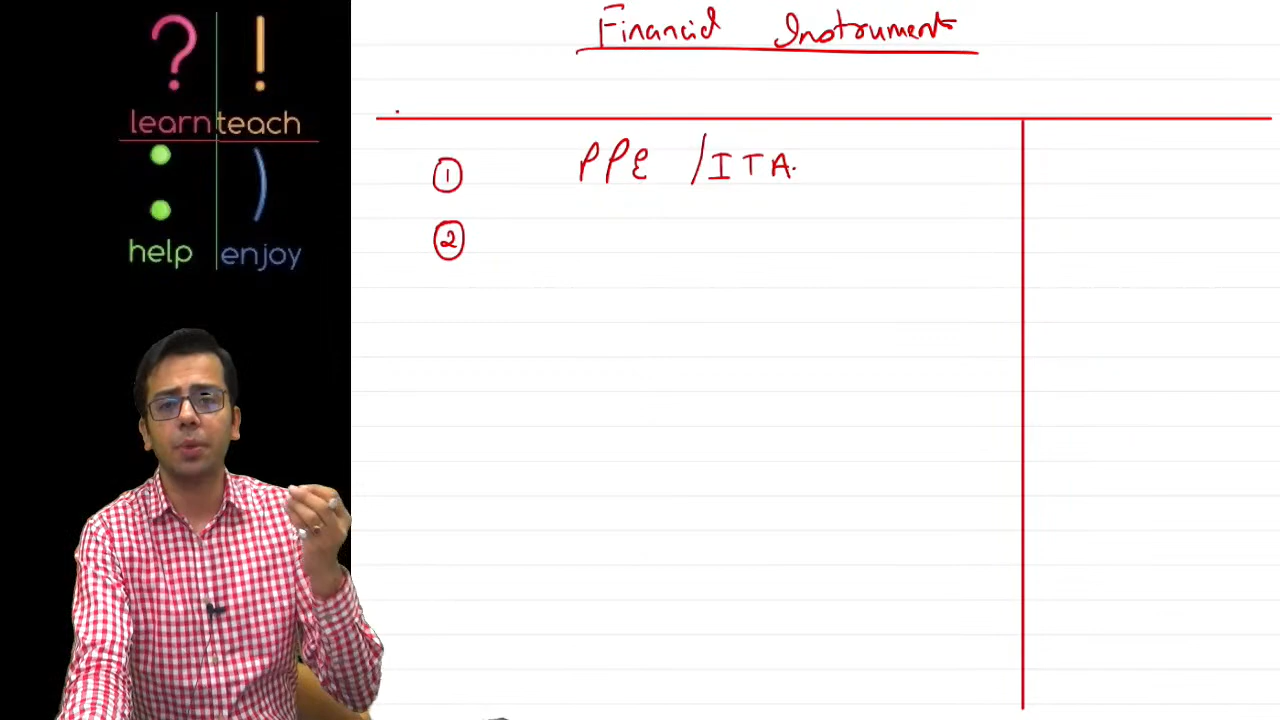 Financial Instrument
? !
learn teach
: )
help enjoy
① PPE / ITA.
②